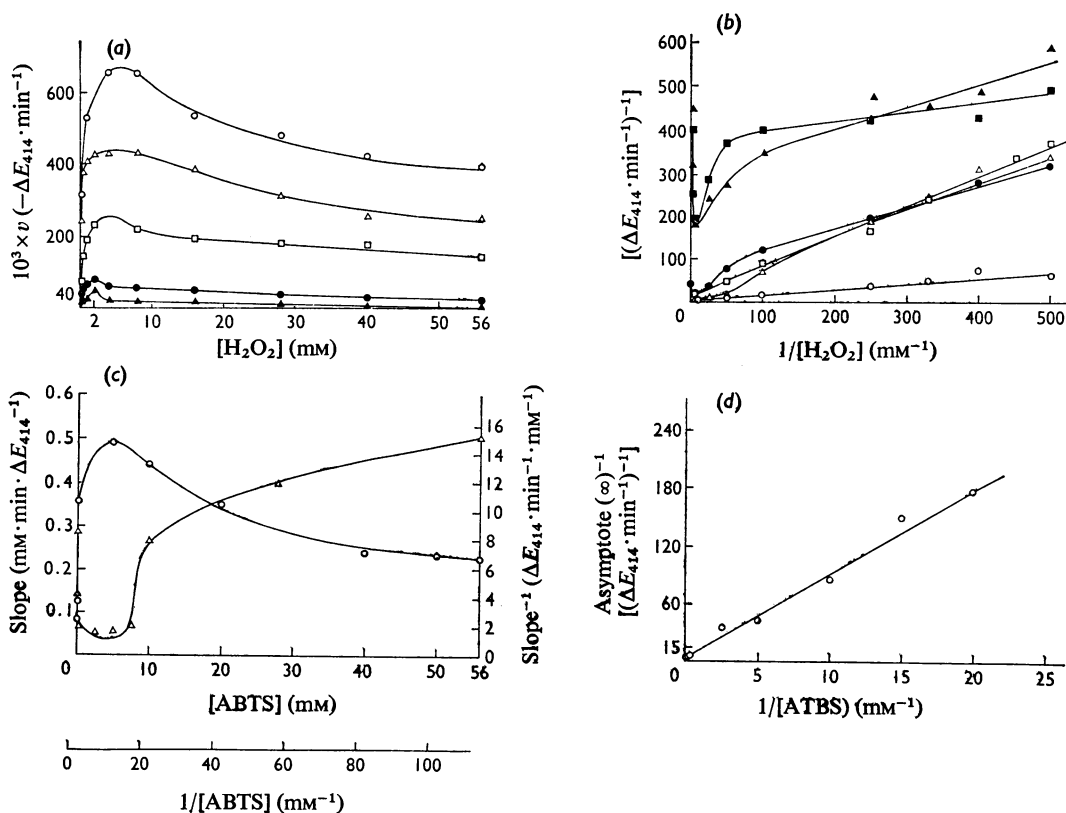 (a)
10³ × v (−ΔE₄₁₄·min⁻¹)
600
400
200
40
2 10 20 30 40 56
[H₂O₂] (mM)
(b)
[(ΔE₄₁₄·min⁻¹)⁻¹]
600
500
400
300
200
100
0 100 200 300 400 500
1/[H₂O₂] (mM⁻¹)
(c)
Slope (mM·min·ΔE₄₁₄⁻¹)
0.6
0.5
0.4
0.3
0.2
0.1
0 10 20 30 40 50 56
[ABTS] (mM)
16
14
12
10
8
6
4
2
0
Slope⁻¹ (ΔE₄₁₄·min⁻¹·mM⁻¹)
0 20 40 60 80 100
1/[ABTS] (mM⁻¹)
(d)
Asymptote (∞)⁻¹
[(ΔE₄₁₄·min⁻¹)⁻¹]
240
180
120
60
15
0 5 10 15 20 25
1/[ATBS) (mM⁻¹)